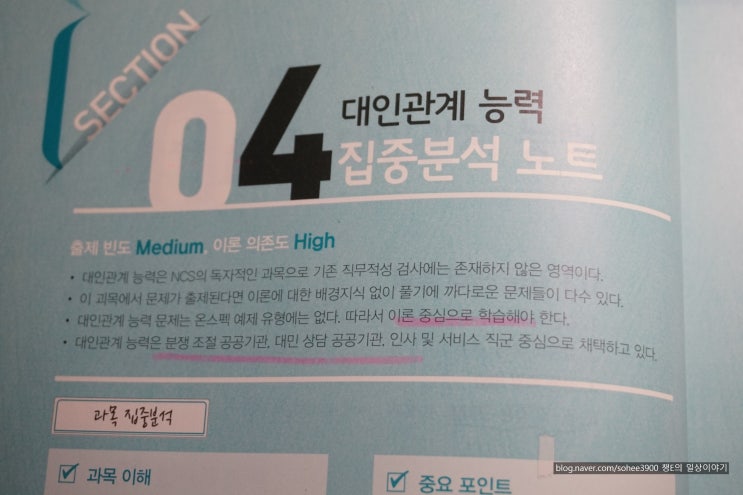 SECTION
04
대인관계 능력
집중분석 노트
출제 빈도 Medium, 이론 의존도 High
• 대인관계 능력은 NCS의 독자적인 과목으로 기존 직무적성 검사에는 존재하지 않은 영역이다.
• 이 과목에서 문제가 출제된다면 이론에 대한 배경지식 없이 풀기에 까다로운 문제들이 다수 있다.
• 대인관계 능력 문제는 온스펙 예제 유형에는 없다. 따라서 이론 중심으로 학습해야 한다.
• 대인관계 능력은 분쟁 조절 공공기관, 대민 상담 공공기관, 인사 및 서비스 직군 중심으로 채택하고 있다.
과목 집중분석
과목 이해
중요 포인트
blog.naver.com/sohee3900 쟁E의 일상이야기